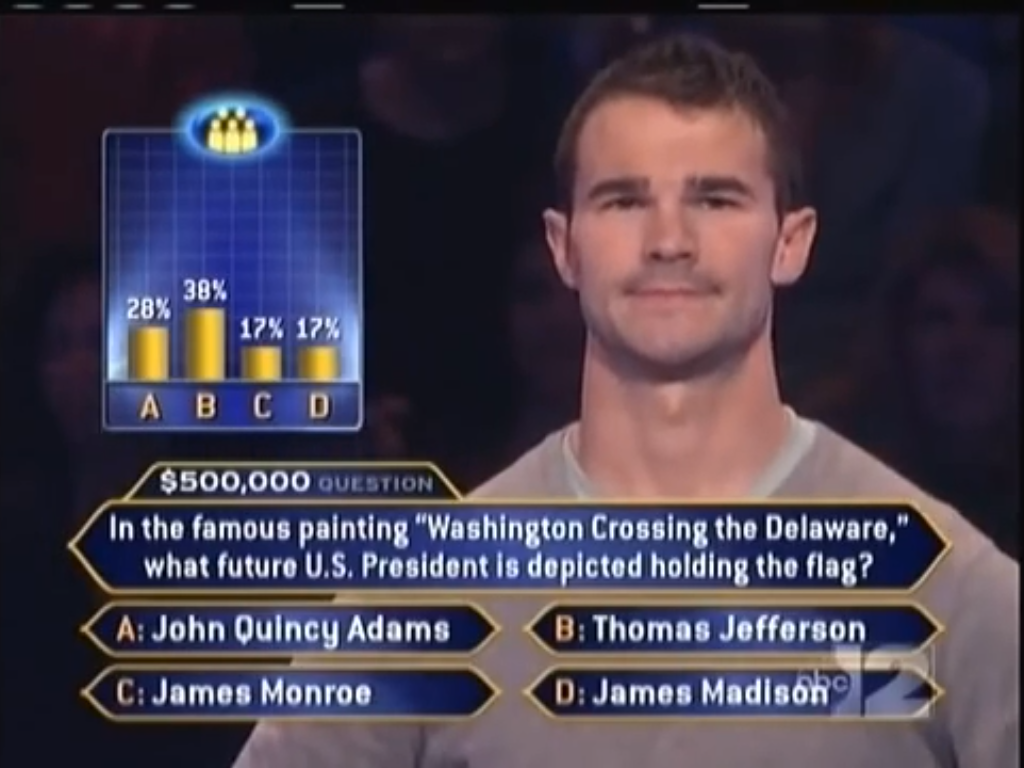 38%
28%
17% 17%
A B C D
$500,000 QUESTION
In the famous painting “Washington Crossing the Delaware,”
what future U.S. President is depicted holding the flag?
A: John Quincy Adams
B: Thomas Jefferson
C: James Monroe
D: James Madison
abc 12